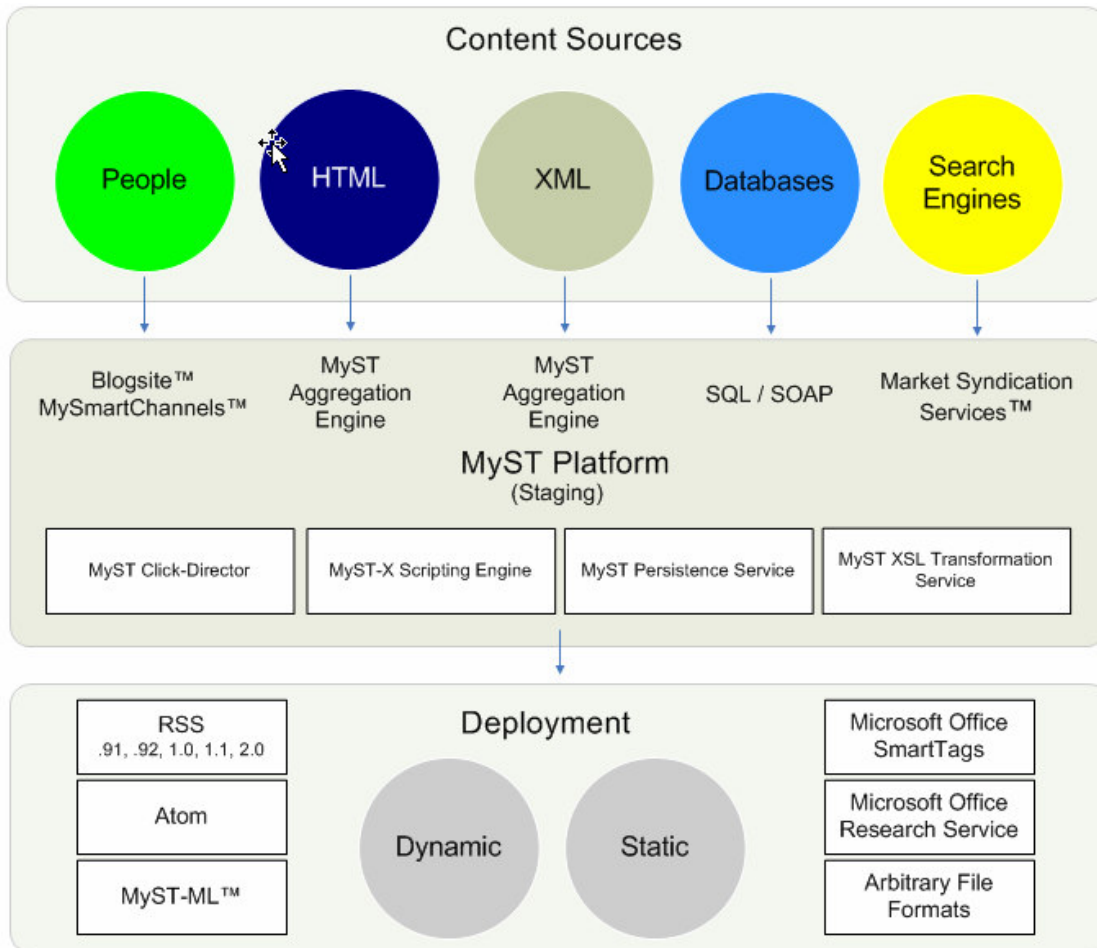 Content Sources
People
HTML
XML
Databases
Search
Engines
Blogsite™
MySmartChannels™
MyST
Aggregation
Engine
MyST
Aggregation
Engine
SQL / SOAP
Market Syndication
Services™
MyST Platform
(Staging)
MyST Click-Director
MyST-X Scripting Engine
MyST Persistence Service
MyST XSL Transformation
Service
Deployment
RSS
.91, .92, 1.0, 1.1, 2.0
Atom
MyST-ML™
Dynamic
Static
Microsoft Office
SmartTags
Microsoft Office
Research Service
Arbitrary File
Formats